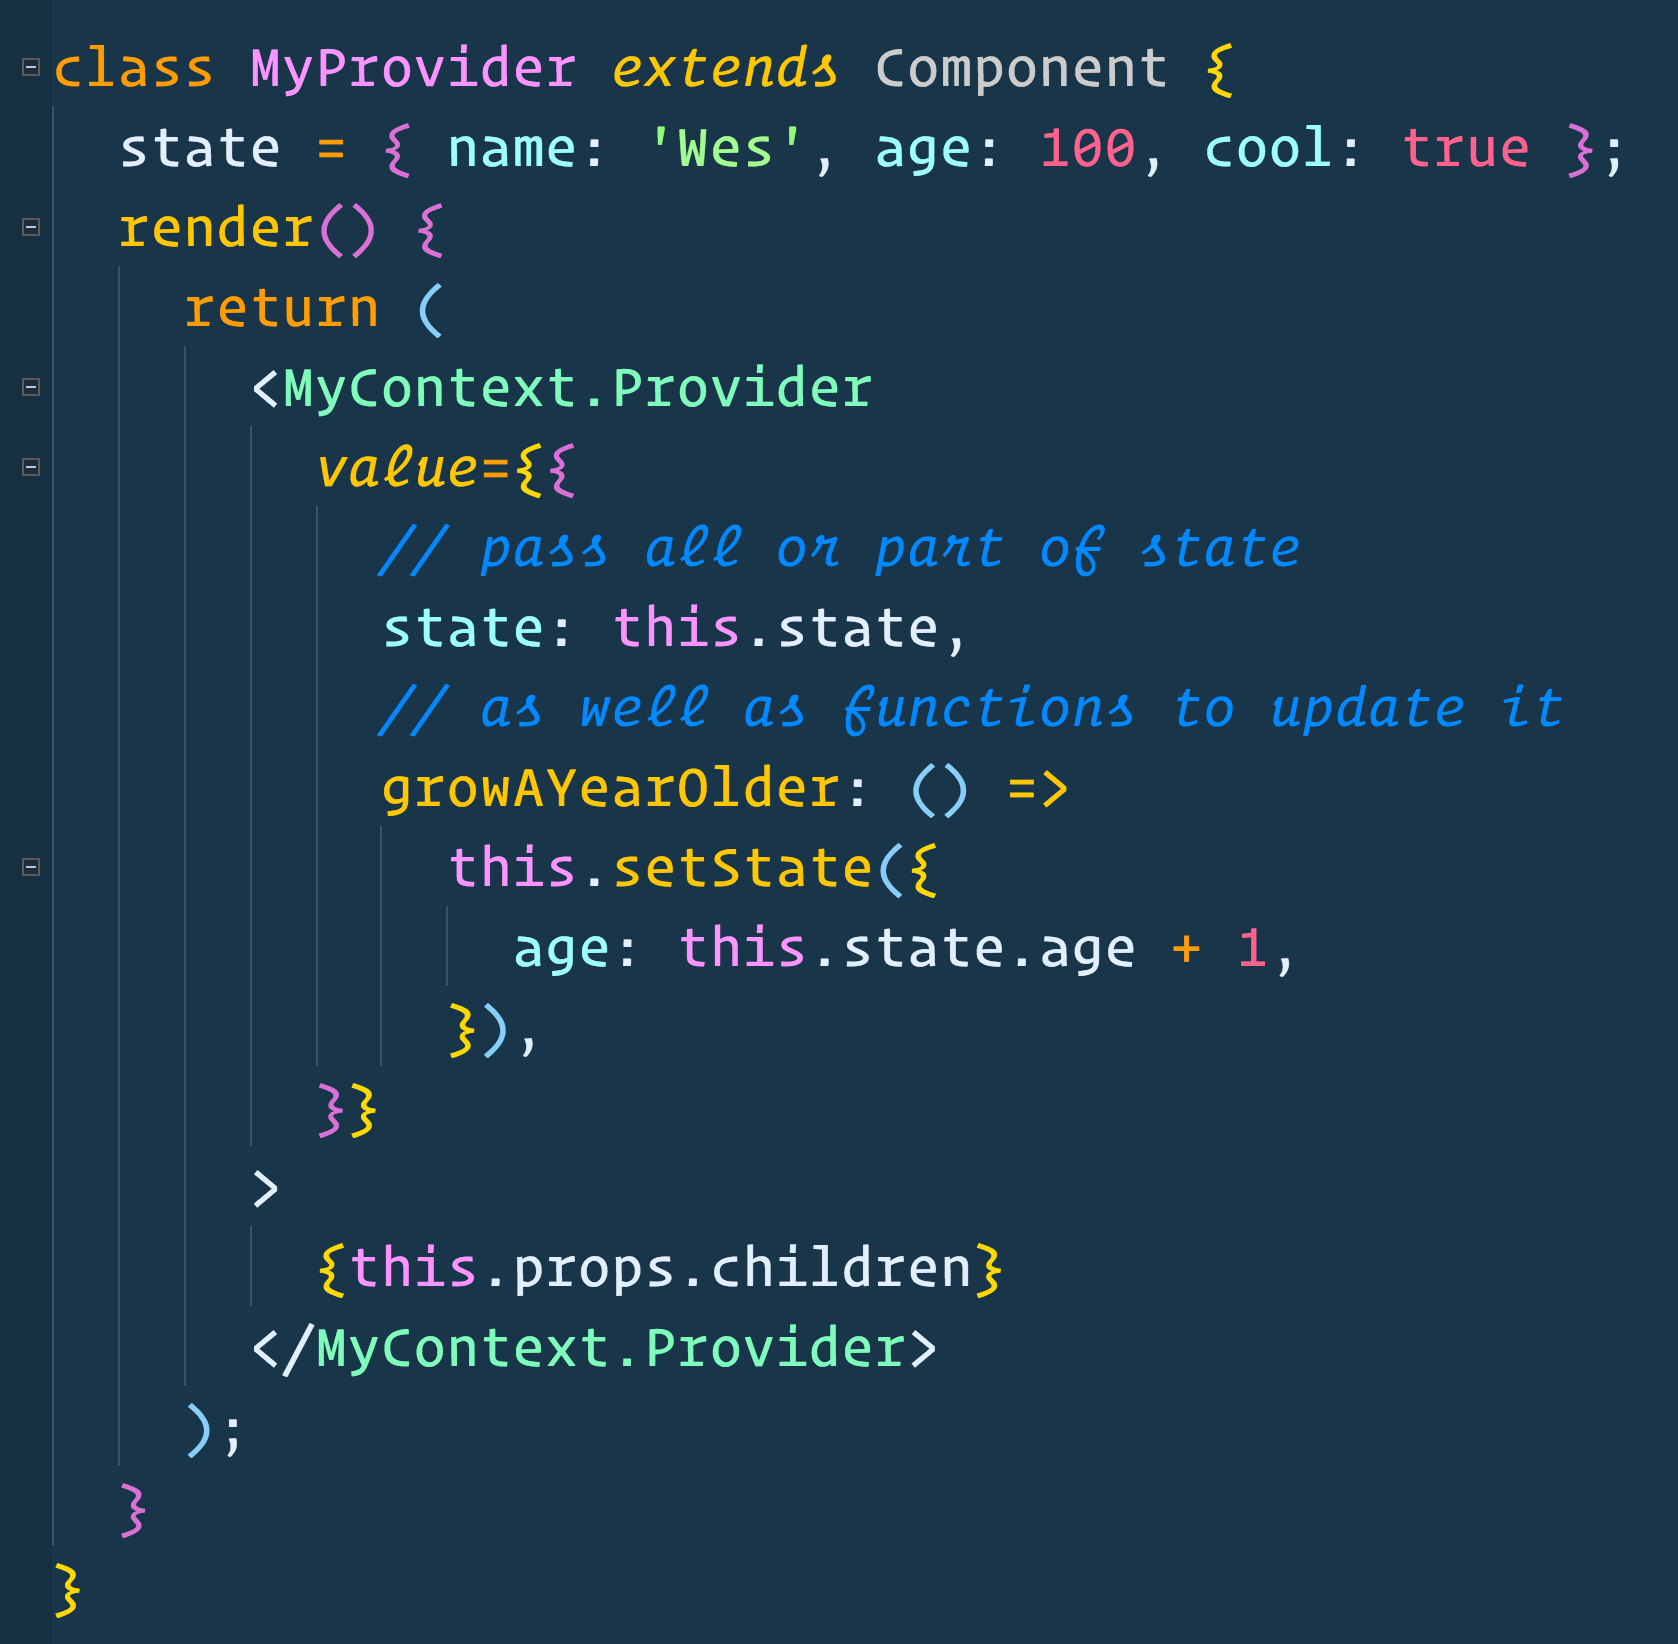 class MyProvider extends Component {
  state = { name: 'Wes', age: 100, cool: true };
  render() {
    return (
      <MyContext.Provider
        value={{
          // pass all or part of state
          state: this.state,
          // as well as functions to update it
          growAYearOlder: () =>
            this.setState({
              age: this.state.age + 1,
            }),
        }}
      >
        {this.props.children}
      </MyContext.Provider>
    );
  }
}